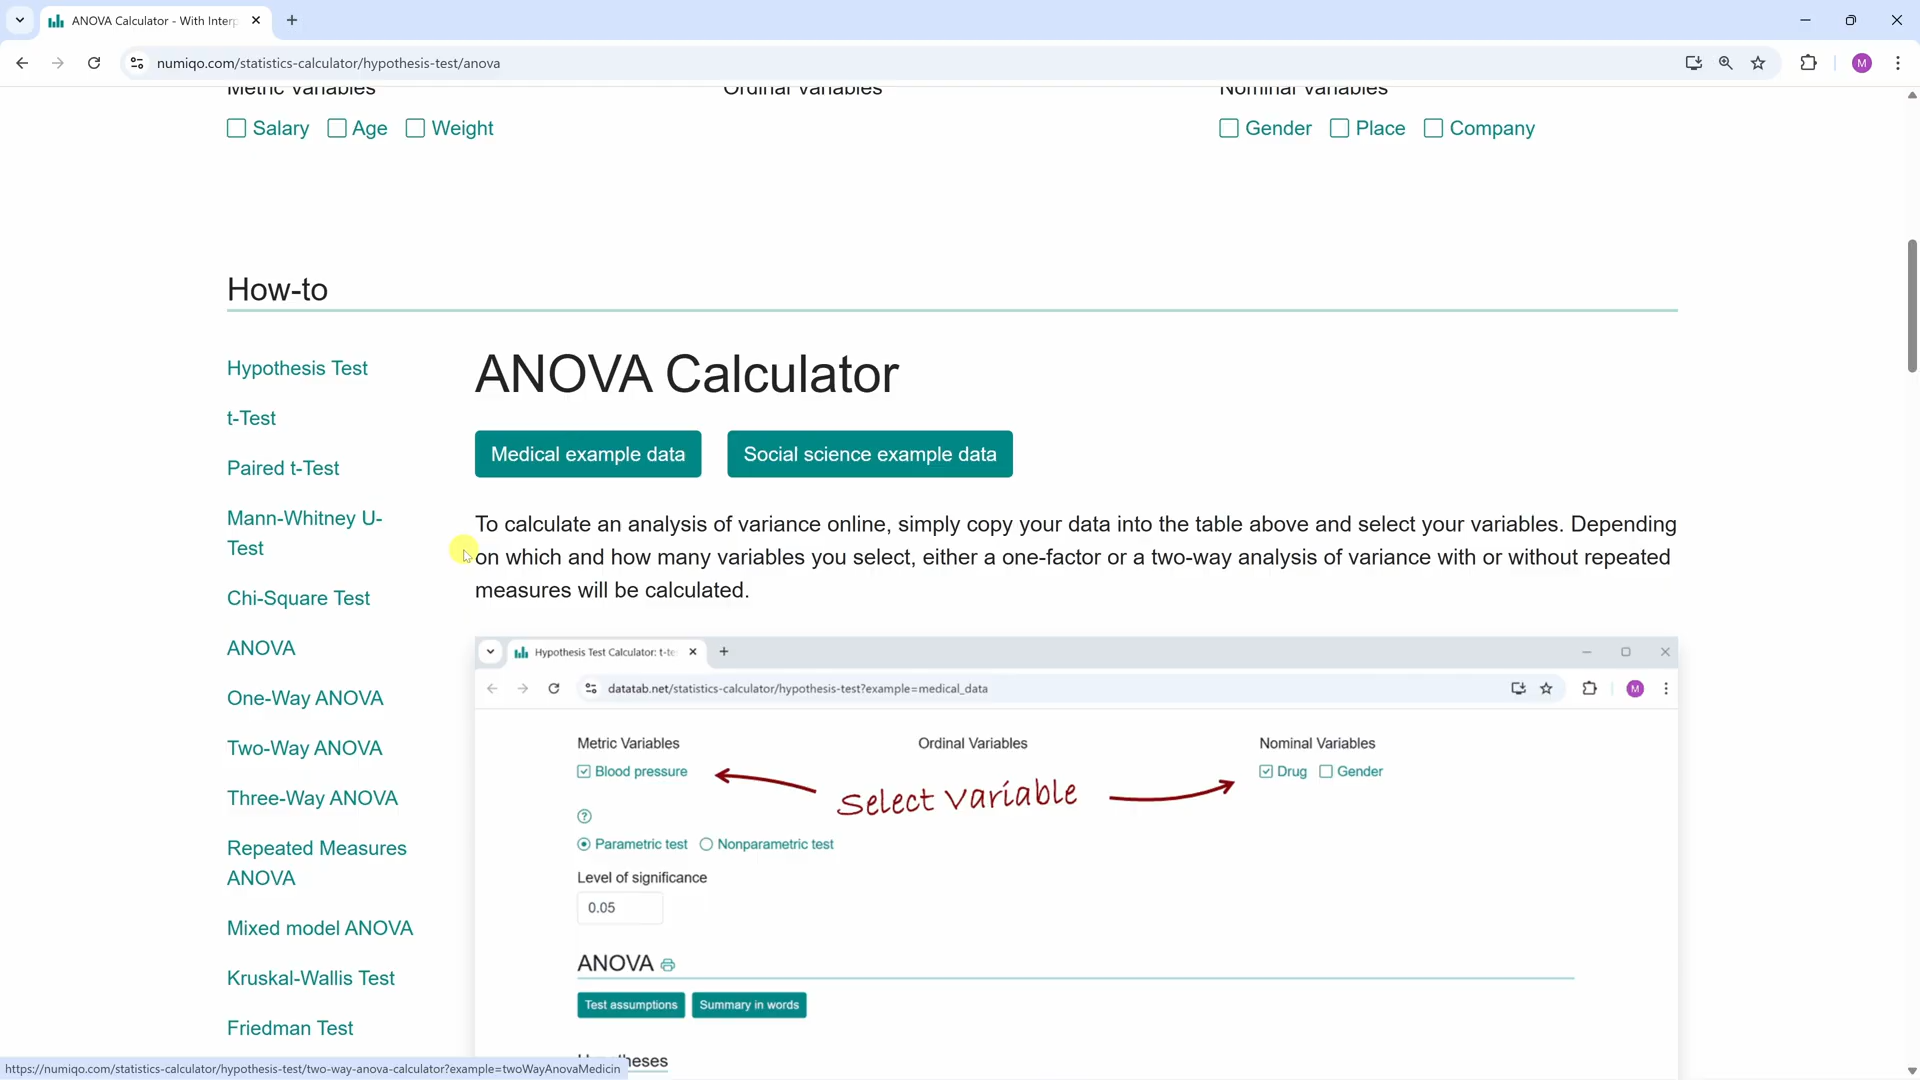 ANOVA Calculator - With Interp
numiqo.com/statistics-calculator/hypothesis-test/anova
M
Metric Variables
Ordinal Variables
Nominal Variables
Salary Age Weight
Gender Place Company
How-to
Hypothesis Test
t-Test
Paired t-Test
Mann-Whitney U-
Test
Chi-Square Test
ANOVA
One-Way ANOVA
Two-Way ANOVA
Three-Way ANOVA
Repeated Measures
ANOVA
Mixed model ANOVA
Kruskal-Wallis Test
Friedman Test
ANOVA Calculator
Medical example data
Social science example data
To calculate an analysis of variance online, simply copy your data into the table above and select your variables. Depending
on which and how many variables you select, either a one-factor or a two-way analysis of variance with or without repeated
measures will be calculated.
Hypothesis Test Calculator: t-te
datatab.net/statistics-calculator/hypothesis-test?example=medical_data
M
Metric Variables
Ordinal Variables
Nominal Variables
Blood pressure
Drug Gender
Select Variable
?
Parametric test Nonparametric test
Level of significance
0.05
ANOVA
Test assumptions
Summary in words
https://numiqo.com/statistics-calculator/hypothesis-test/two-way-anova-calculator?example=twoWayAnovaMedicin